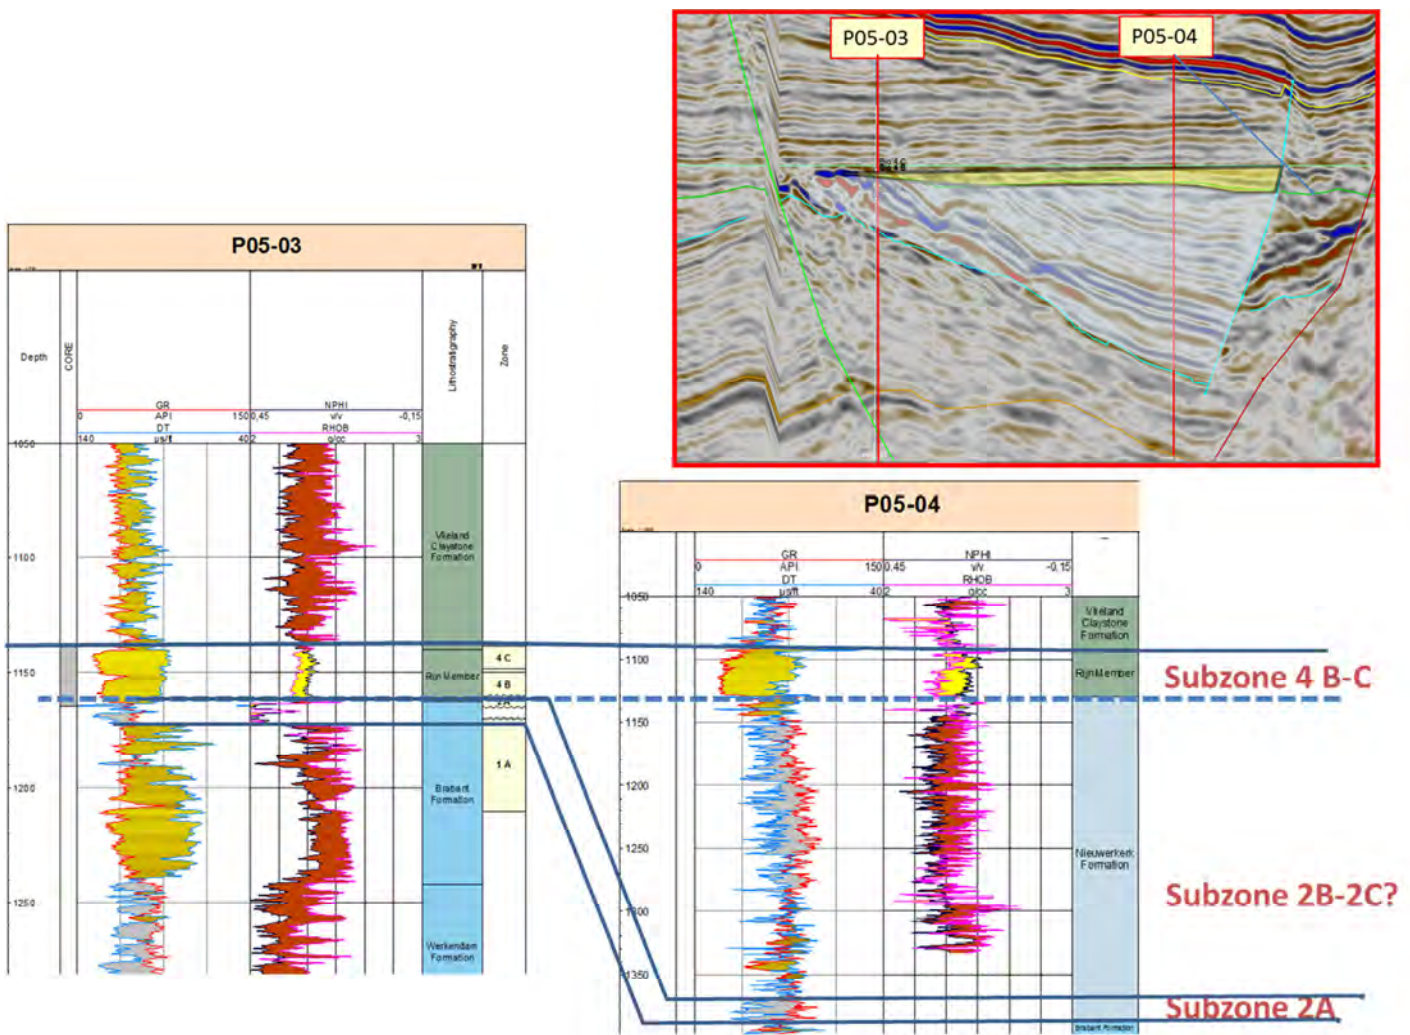 P05-03
P05-04
P05-03
Depth
CORE
Lithostratigraphy
Zone
GR
0 API 150
DT
140 µs/ft 40
NPHI
0,45 v/v -0,15
RHOB
2 g/cc 3
1050
1100
1150
1200
1250
Vlieland
Claystone
Formation
Rijn Member
Brabant
Formation
Werkendam
Formation
4 C
4 B
1 A
P05-04
GR
0 API 150
DT
140 µs/ft 40
NPHI
0,45 v/v -0,15
RHOB
2 g/cc 3
1050
1100
1150
1200
1250
1300
1350
Vlieland
Claystone
Formation
Rijn Member
Nieuwerkerk
Formation
Brabant Formation
Subzone 4 B-C
Subzone 2B-2C?
Subzone 2A